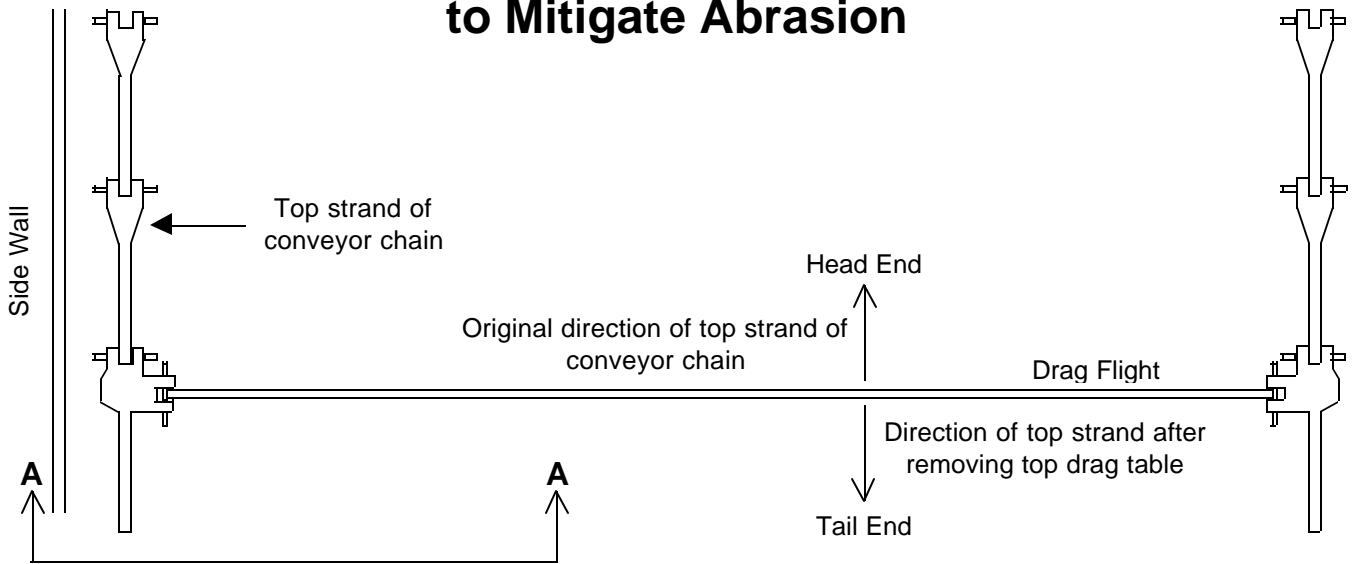 to Mitigate Abrasion
Side Wall
Top strand of
conveyor chain
Head End
Original direction of top strand of
conveyor chain
Drag Flight
Direction of top strand after
removing top drag table
A
A
Tail End